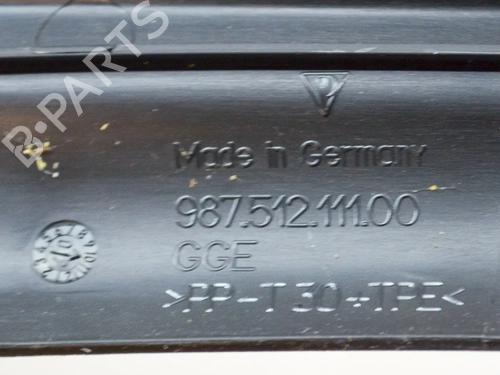 B·PARTS
Made in Germany
987.512.111.00
GGE
>PP-T30+TPE<